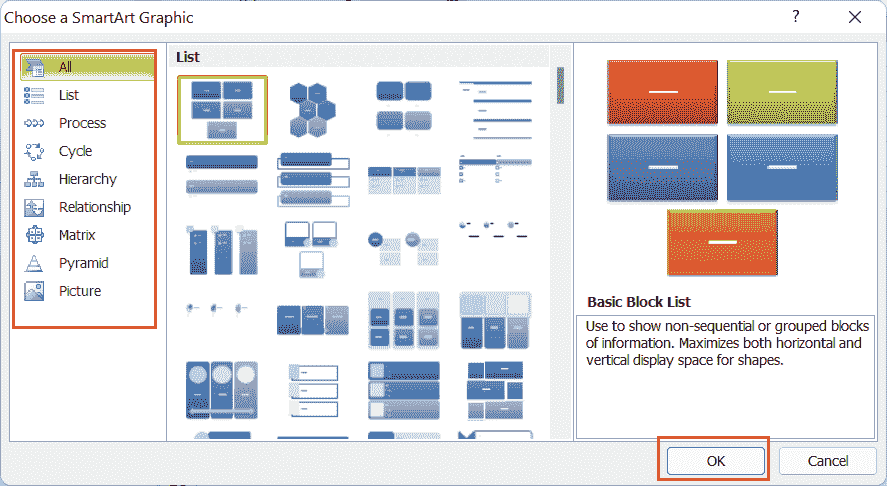 Choose a SmartArt Graphic
?
All
List
Process
Cycle
Hierarchy
Relationship
Matrix
Pyramid
Picture
List
Basic Block List
Use to show non-sequential or grouped blocks
of information. Maximizes both horizontal and
vertical display space for shapes.
OK
Cancel